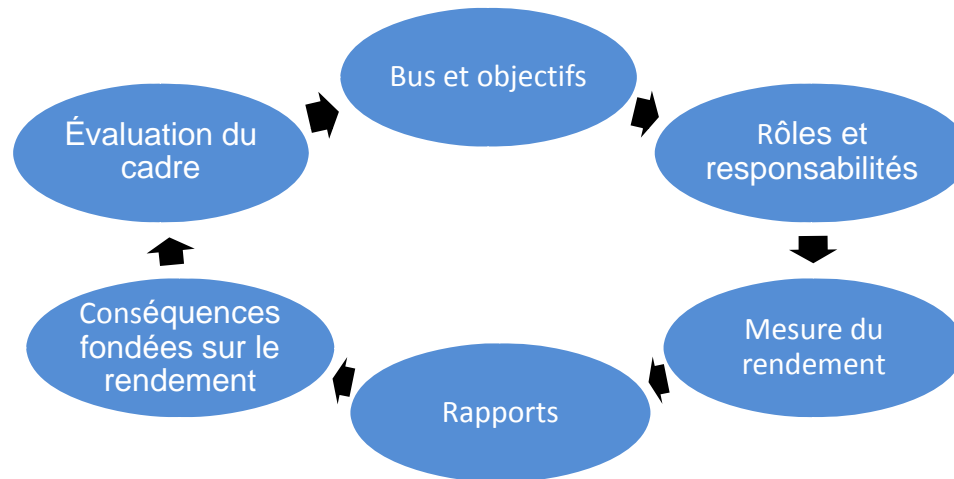 Bus et objectifs
Rôles et
responsabilités
Mesure du
rendement
Rapports
Conséquences
fondées sur le
rendement
Évaluation du
cadre